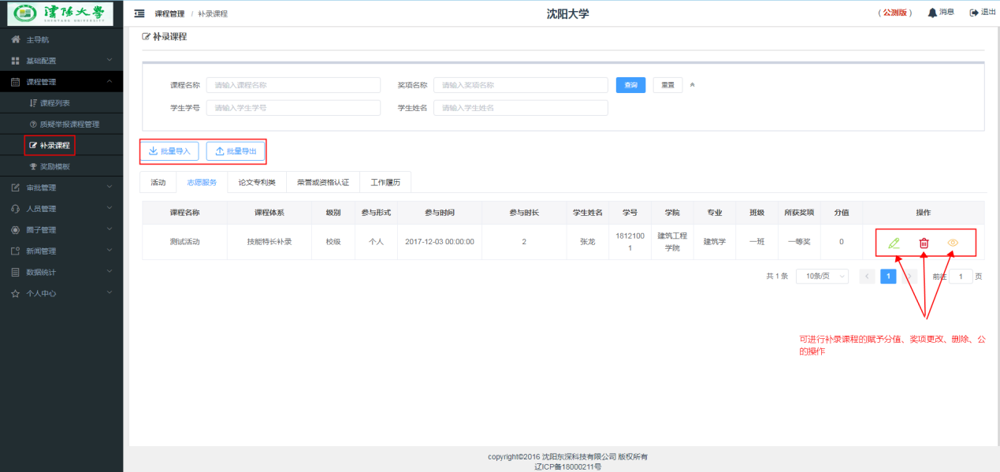 瀋陽大學
SHENYANG UNIVERSITY
课程管理 / 补录课程
沈阳大学
(公测版)
消息
退出
主导航
基础配置
课程管理
课程列表
质疑举报课程管理
补录课程
奖励模板
审批管理
人员管理
圈子管理
新闻管理
数据统计
个人中心
补录课程
课程名称 请输入课程名称 奖项名称 请输入奖项名称 查询 重置
学生学号 请输入学生学号 学生姓名 请输入学生姓名
批量导入 批量导出
活动 志愿服务 论文专利类 荣誉或资格认证 工作履历
课程名称 课程体系 级别 参与形式 参与时间 参与时长 学生姓名 学号 学院 专业 班级 所获奖项 分值 操作
测试活动 技能特长补录 校级 个人 2017-12-03 00:00:00 2 张龙 1812100 建筑工程 建筑学 一班 一等奖 0
1 学院
共 1 条 10条/页 1 前往 1 页
可进行补录课程的赋予分值、奖项更改、删除、公
的操作
copyright©2016 沈阳东深科技有限公司 版权所有
辽ICP备18000211号